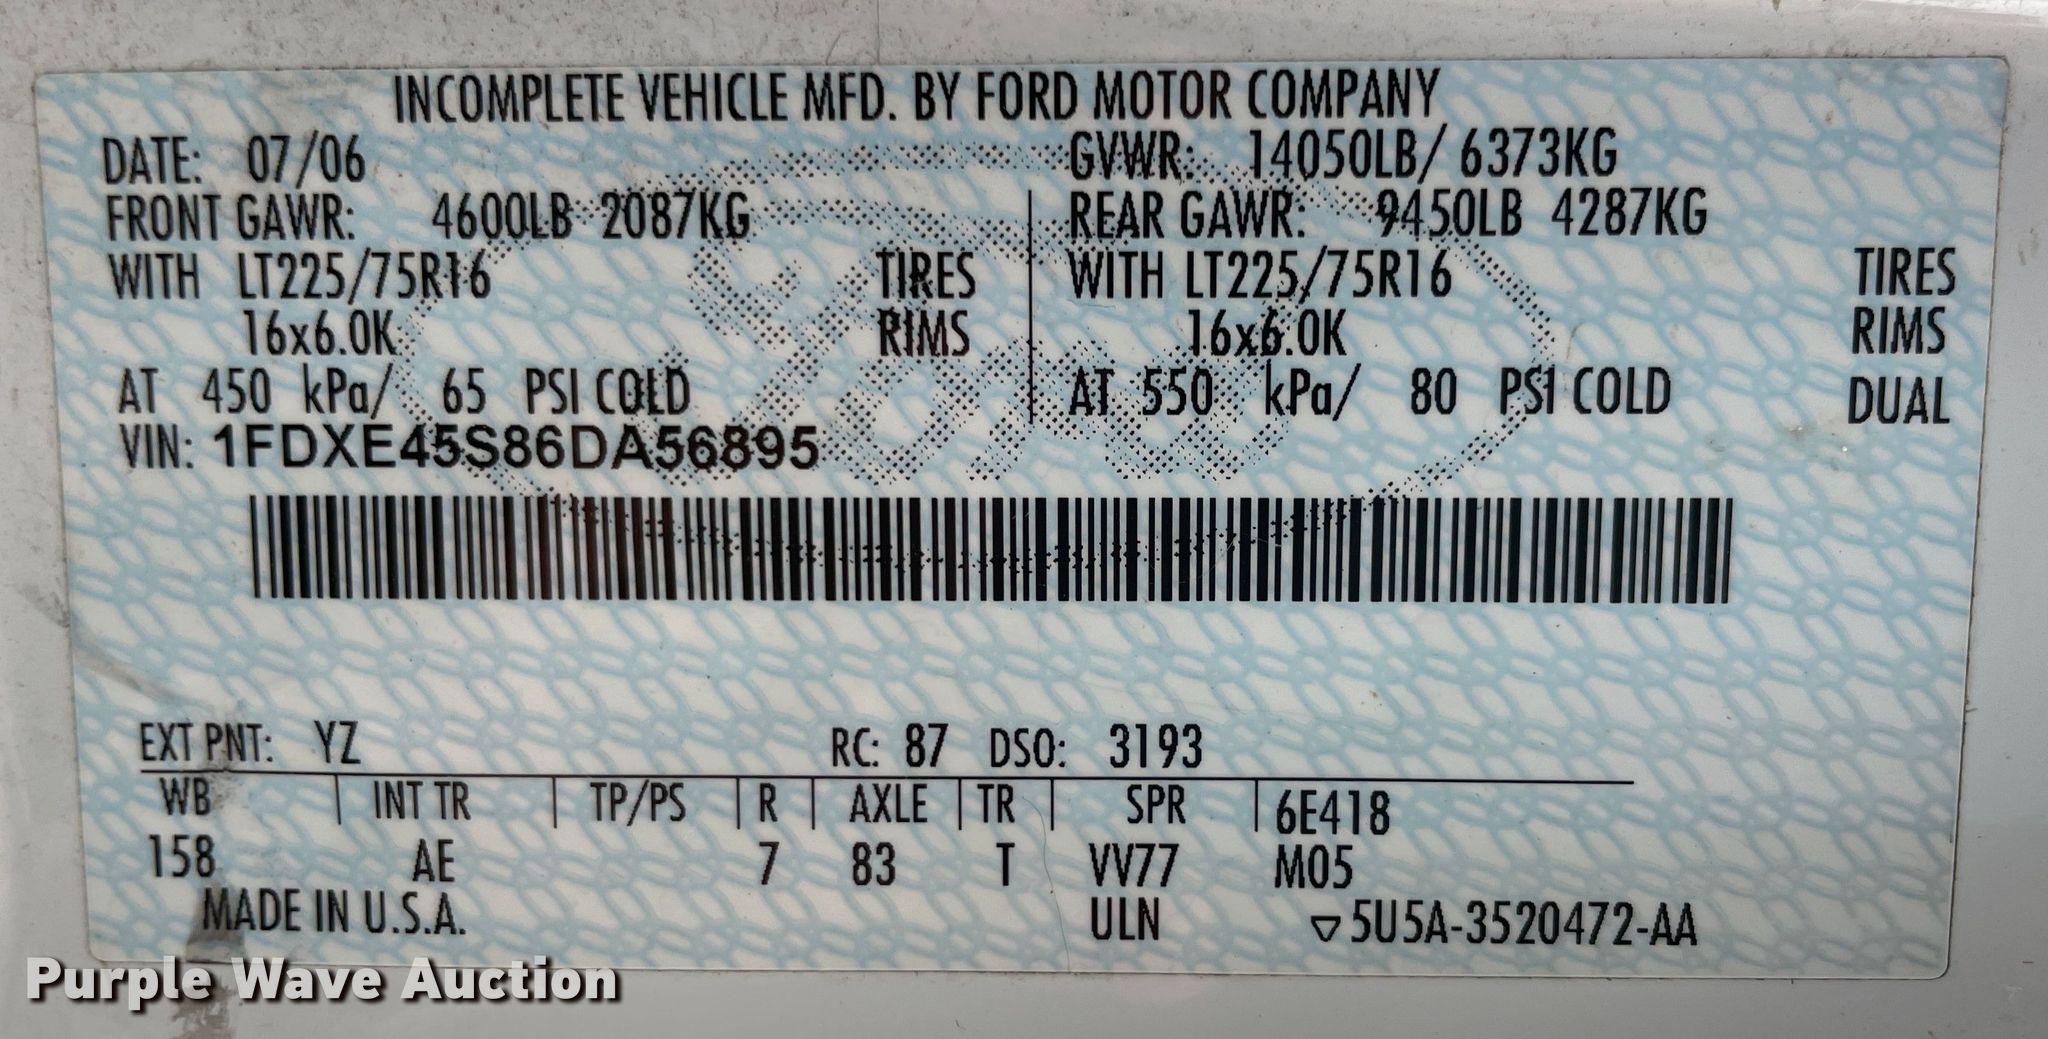 INCOMPLETE VEHICLE MFD. BY FORD MOTOR COMPANY
DATE: 07/06 GVWR: 14050LB/ 6373KG
FRONT GAWR: 4600LB 2087KG REAR GAWR: 9450LB 4287KG
WITH LT225/75R16 TIRES WITH LT225/75R16 TIRES
16x6.0K RIMS 16x6.0K RIMS
AT 450 kPa/ 65 PSI COLD AT 550 kPa/ 80 PSI COLD DUAL
VIN: 1FDXE45S86DA56895
EXT PNT: YZ RC: 87 DSO: 3193
WB INT TR TP/PS R AXLE TR SPR 6E418
158 AE 7 83 T VV77 M05
MADE IN U.S.A. ULN ▽5U5A-3520472-AA
Purple Wave Auction